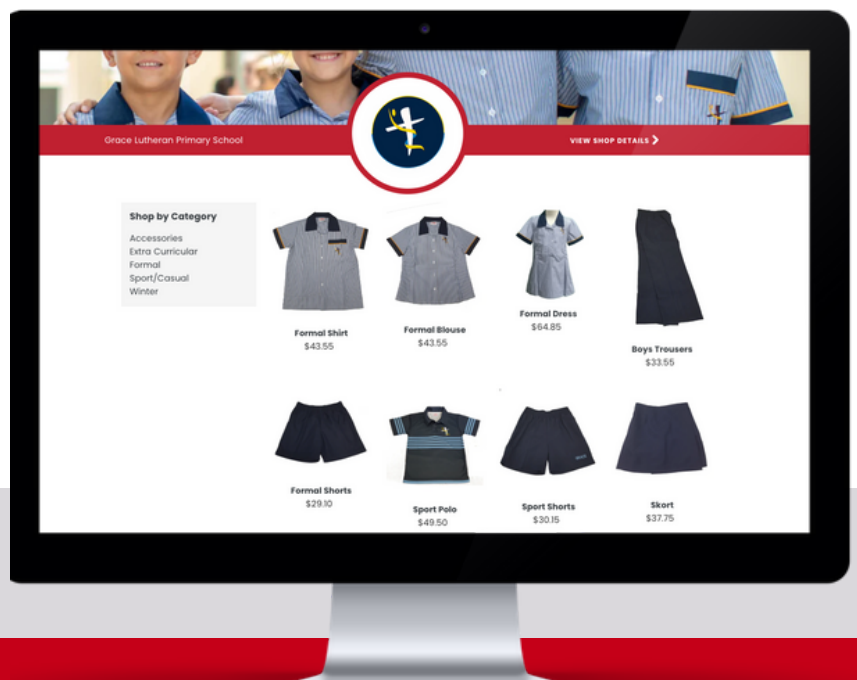 Grace Lutheran Primary School
VIEW SHOP DETAILS
Shop by Category
Accessories
Extra Curricular
Formal
Sport/Casual
Winter
Formal Shirt
$43.55
Formal Blouse
$43.55
Formal Dress
$64.85
Boys Trousers
$33.55
Formal Shorts
$29.10
Sport Polo
$49.50
Sport Shorts
$30.15
Skort
$37.75